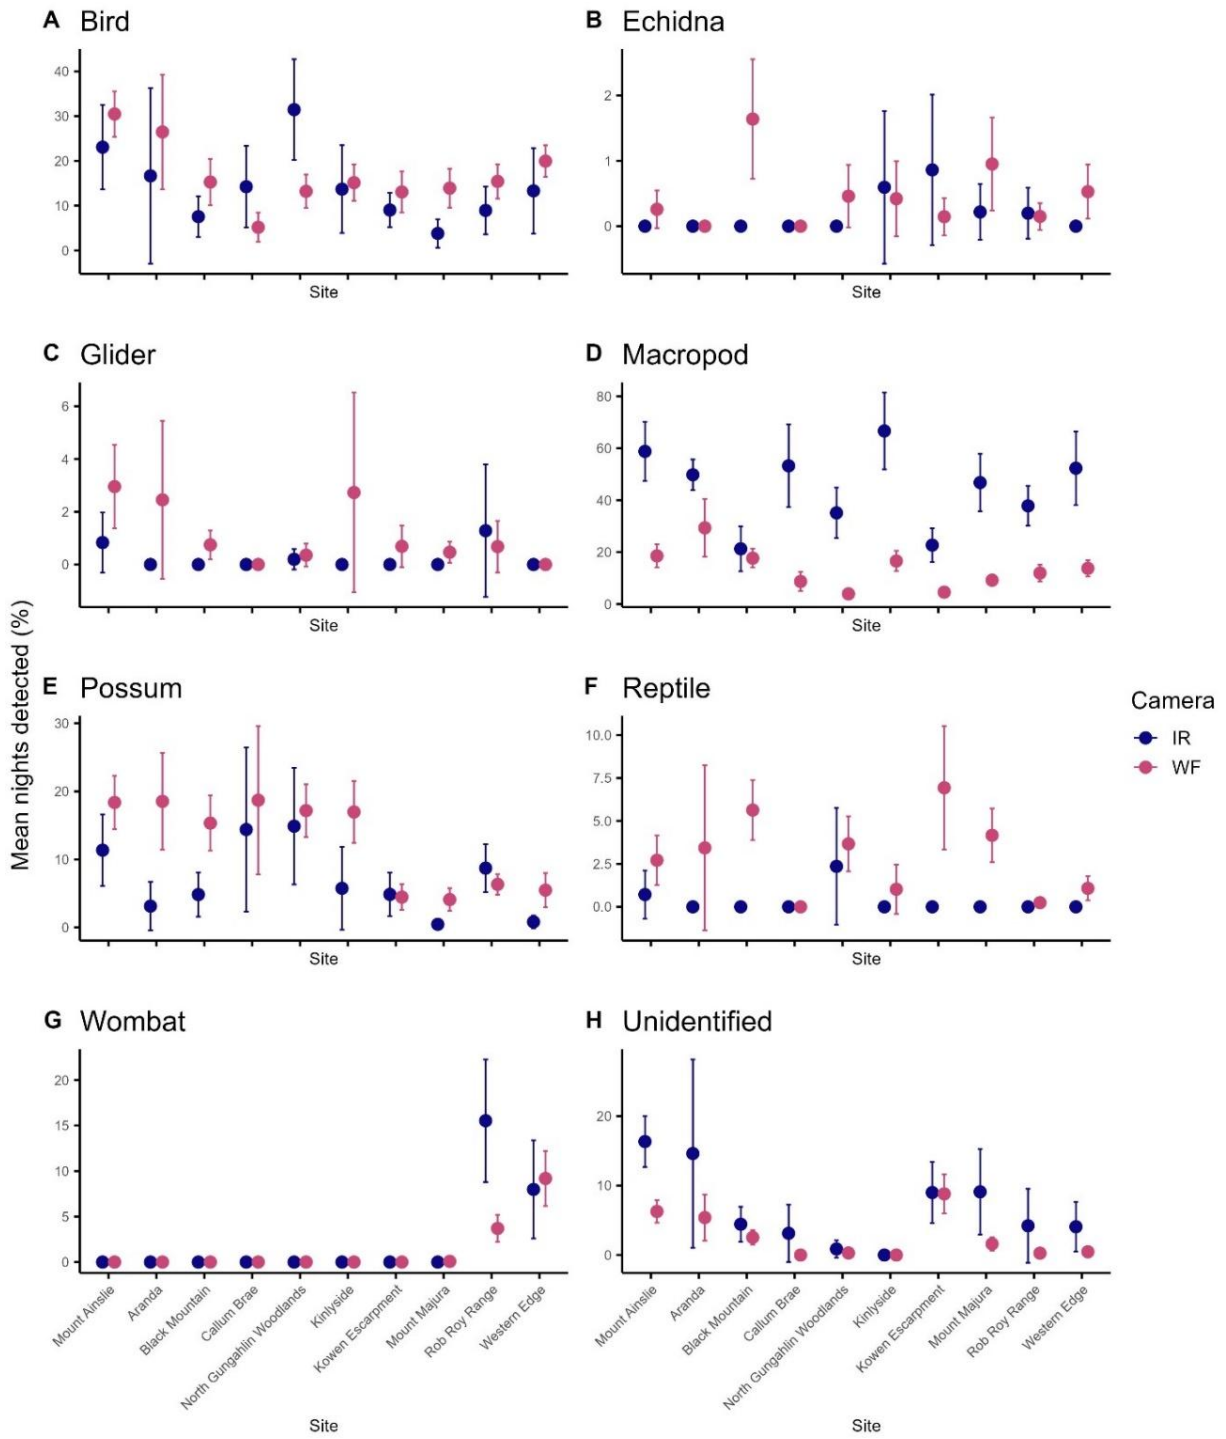 A Bird
40
30
20
10
0
Site
B Echidna
2
1
0
Site
C Glider
6
4
2
0
Site
D Macropod
80
60
40
20
0
Site
Mean nights detected (%)
E Possum
30
20
10
0
Site
F Reptile
10.0
7.5
5.0
2.5
0.0
Site
Camera
IR
WF
G Wombat
20
15
10
5
0
Mount Ainslie
Aranda
Black Mountain
Callum Brae
North Gungahlin Woodlands
Kinlyside
Kowen Escarpment
Mount Majura
Rob Roy Range
Western Edge
Site
H Unidentified
20
10
0
Mount Ainslie
Aranda
Black Mountain
Callum Brae
North Gungahlin Woodlands
Kinlyside
Kowen Escarpment
Mount Majura
Rob Roy Range
Western Edge
Site